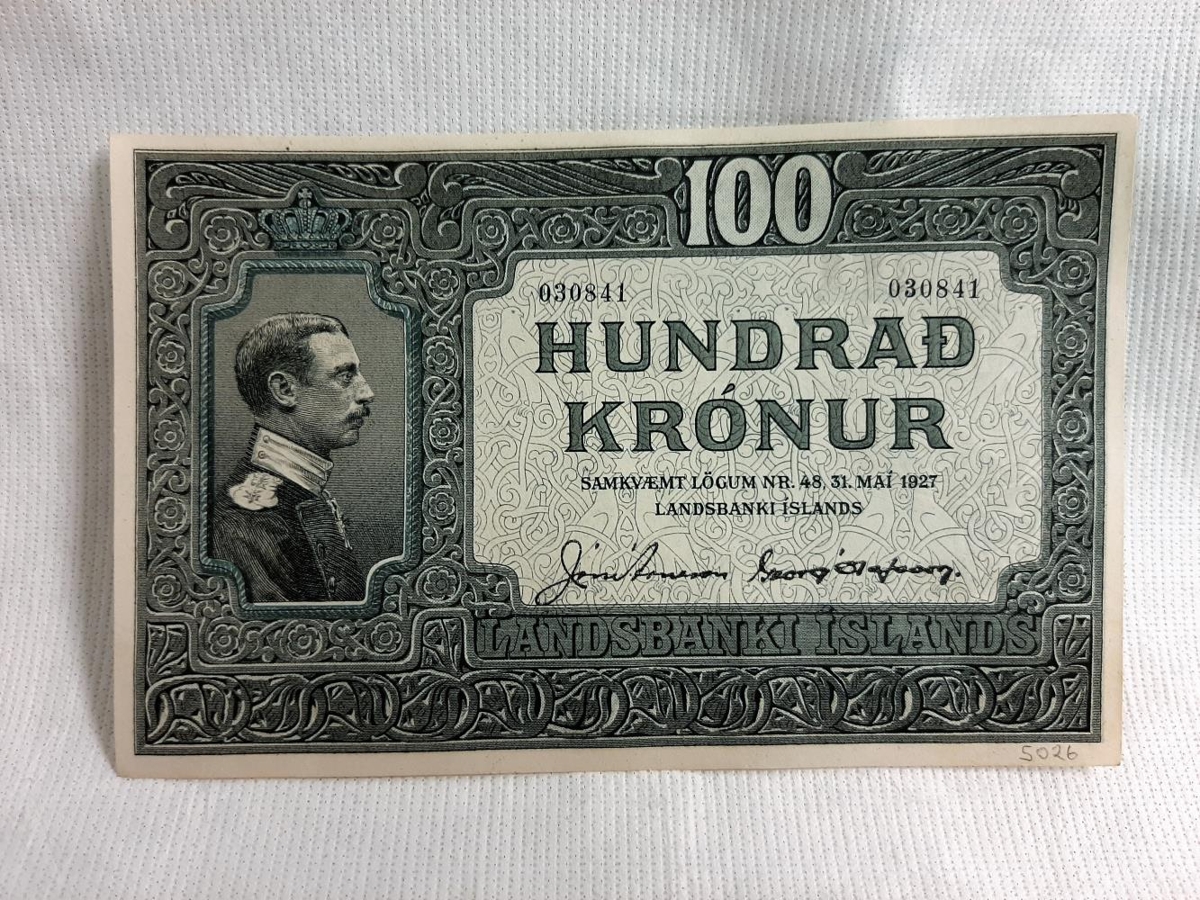 100
030841 030841
HUNDRAÐ
KRÓNUR
SAMKVÆMT LÖGUM NR. 48, 31. MAÍ 1927
LANDSBANKI ÍSLANDS
LANDSBANKI ÍSLANDS
5026